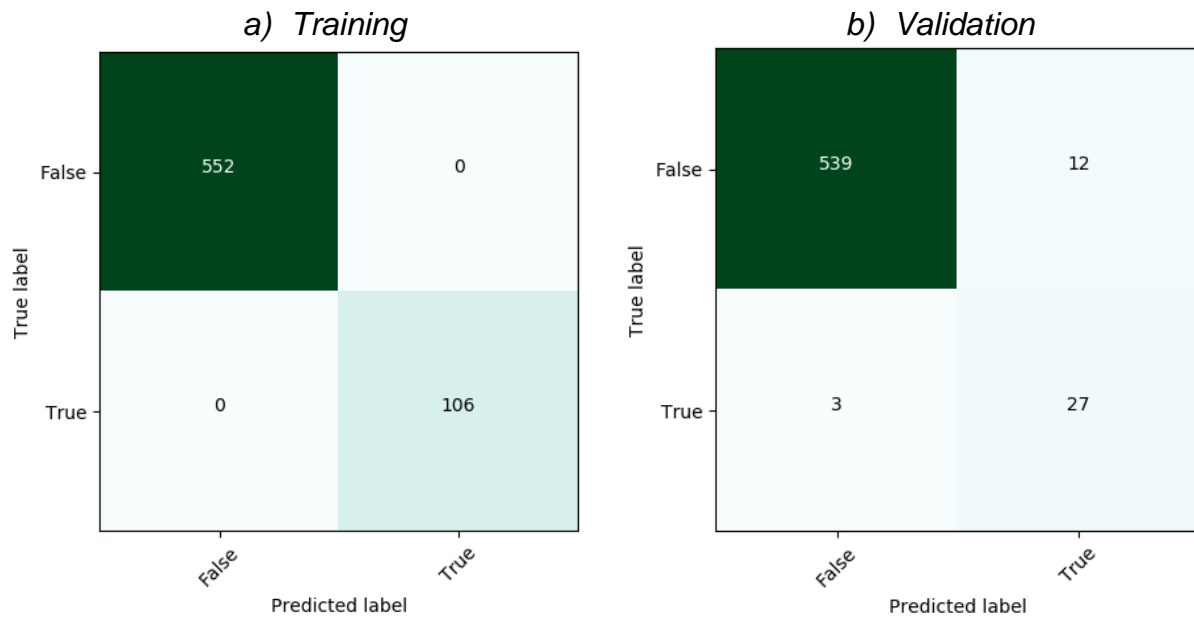 a) Training
False
552
0
True
0
106
False
True
True label
Predicted label
b) Validation
False
539
12
True
3
27
False
True
True label
Predicted label